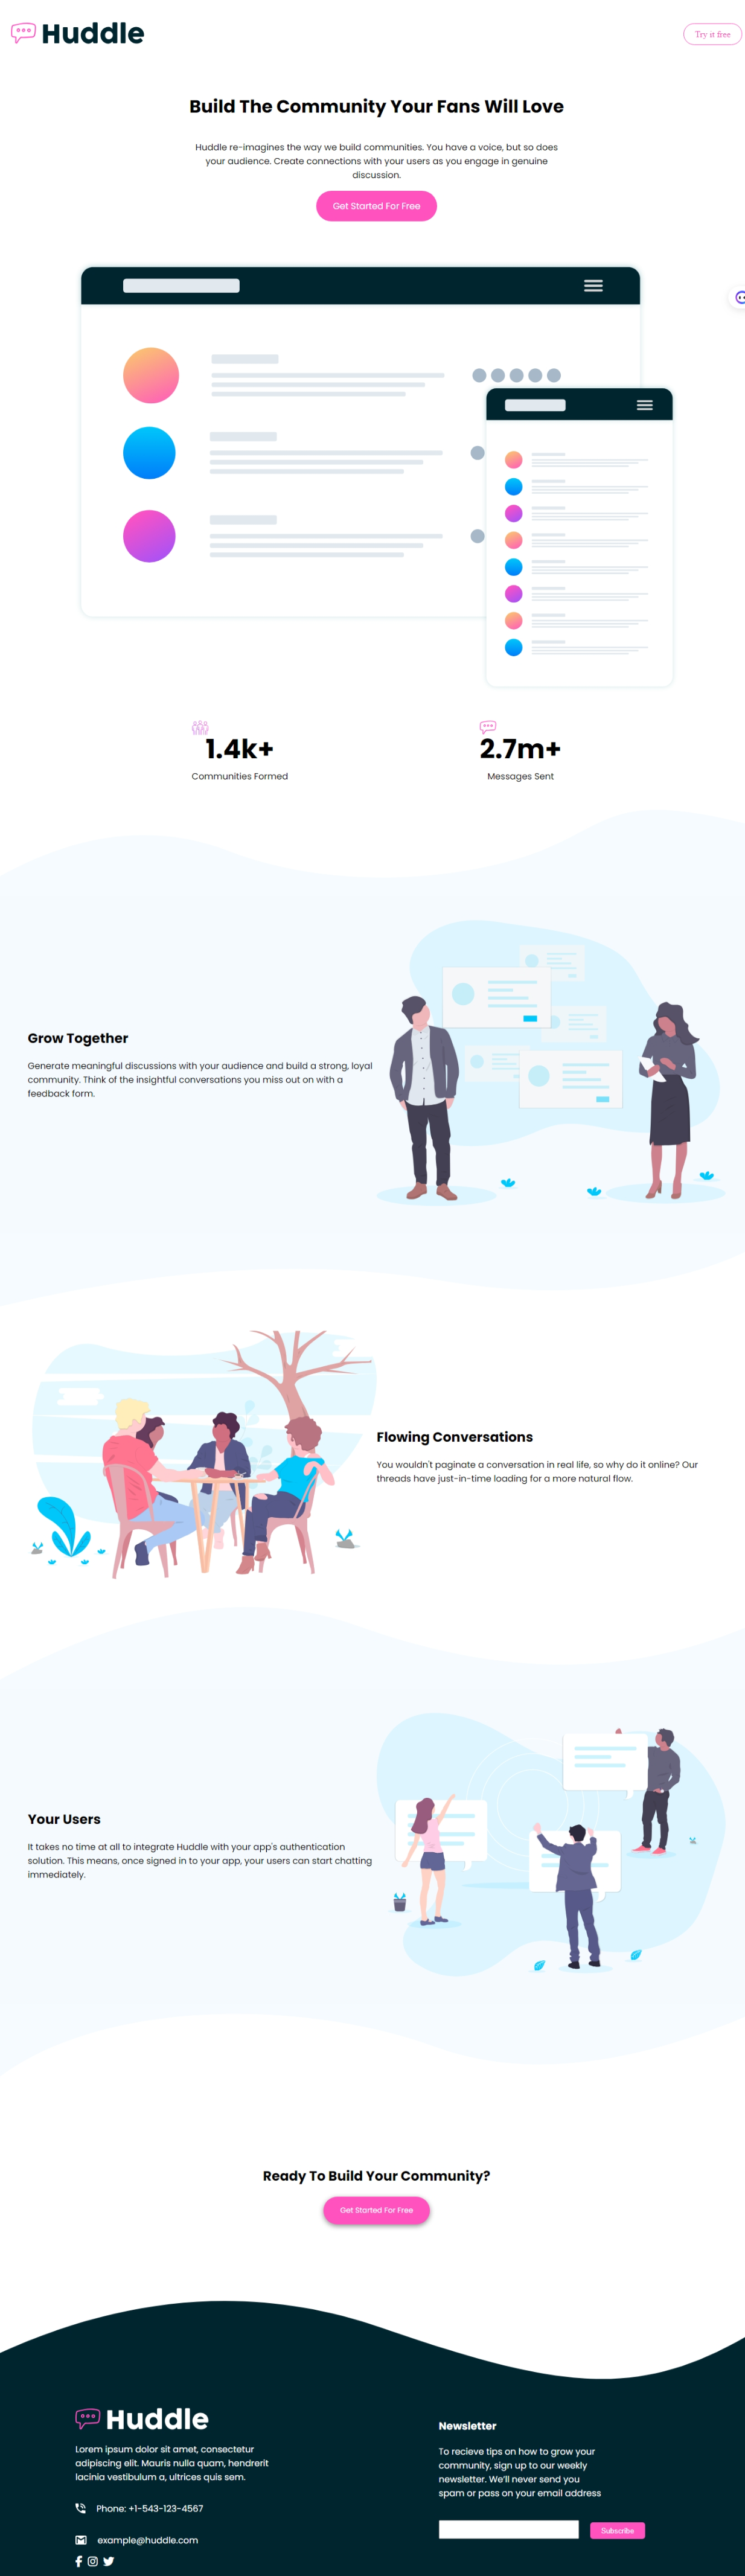 Huddle
Try it free
Build The Community Your Fans Will Love
Huddle re-imagines the way we build communities. You have a voice, but so does
your audience. Create connections with your users as you engage in genuine
discussion.
Get Started For Free
1.4k+
Communities Formed
2.7m+
Messages Sent
Grow Together
Generate meaningful discussions with your audience and build a strong, loyal
community. Think of the insightful conversations you miss out on with a
feedback form.
Flowing Conversations
You wouldn't paginate a conversation in real life, so why do it online? Our
threads have just-in-time loading for a more natural flow.
Your Users
It takes no time at all to integrate Huddle with your app's authentication
solution. This means, once signed in to your app, your users can start chatting
immediately.
Ready To Build Your Community?
Get Started For Free
Huddle
Lorem ipsum dolor sit amet, consectetur
adipiscing elit. Mauris nulla quam, hendrerit
lacinia vestibulum a, ultrices quis sem.
Phone: +1-543-123-4567
example@huddle.com
Newsletter
To recieve tips on how to grow your
community, sign up to our weekly
newsletter. We'll never send you
spam or pass on your email address
Subscribe